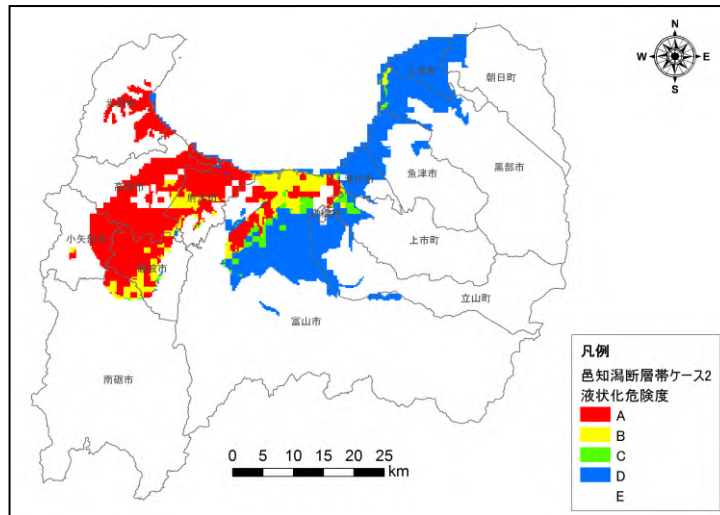 N
W E
S
入善町
朝日町
氷見市
魚津市
黒部市
高岡市
射水市
滑川市
舟橋村
小矢部市
上市町
砺波市
立山町
富山市
南砺市
凡例
邑知潟断層帯ケース2
液状化危険度
A
B
C
D
E
0 5 10 15 20 25
km